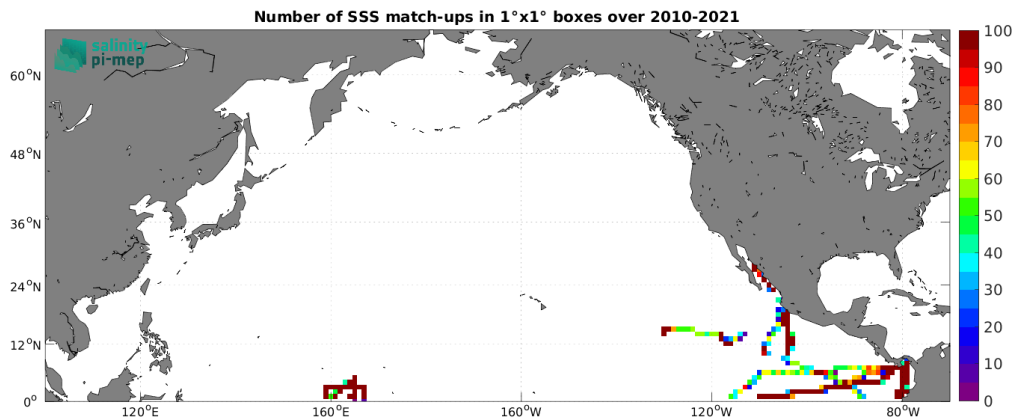 Number of SSS match-ups in 1°x1° boxes over 2010-2021
salinity
pi-mep
60°N
48°N
36°N
24°N
12°N
0°
120°E
160°E
160°W
120°W
80°W
100
90
80
70
60
50
40
30
20
10
0